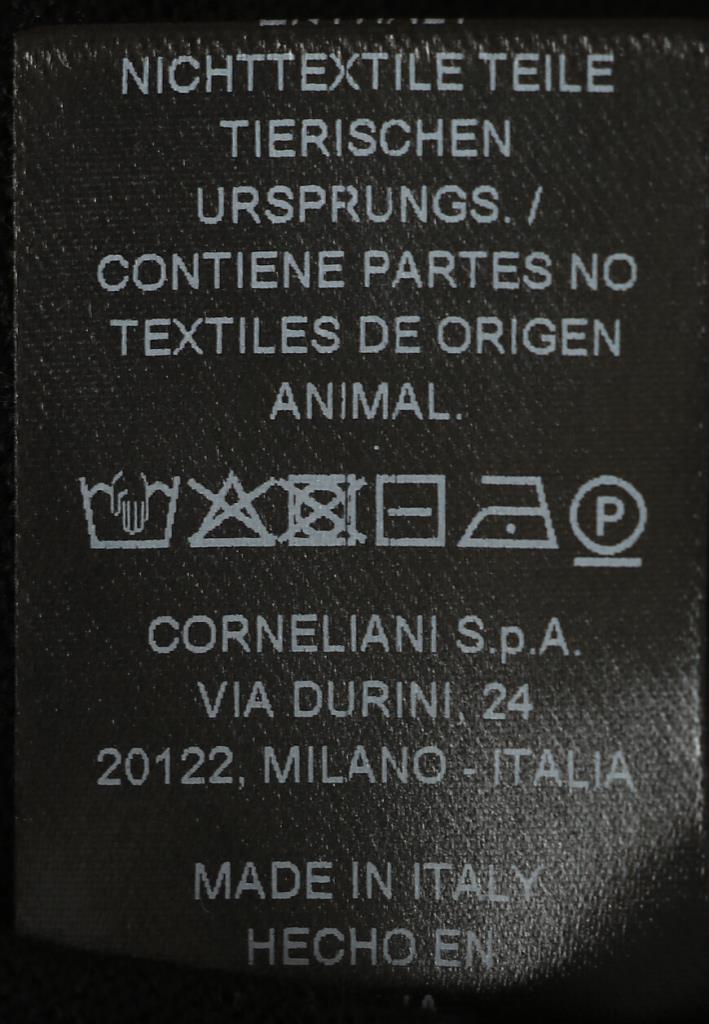 NICHTTEXTILE TEILE
TIERISCHEN
URSPRUNGS. /
CONTIENE PARTES NO
TEXTILES DE ORIGEN
ANIMAL.
P
CORNELIANI S.p.A.
VIA DURINI, 24
20122, MILANO - ITALIA
MADE IN ITALY
HECHO EN